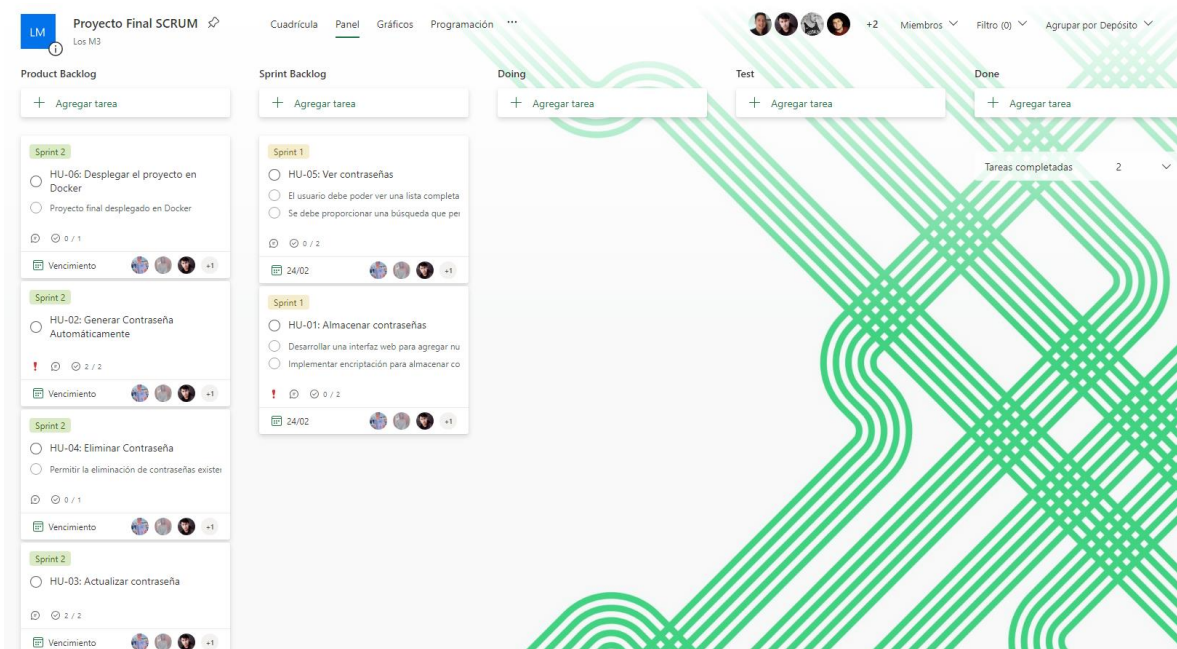 LM
Proyecto Final SCRUM
Los M3
Cuadrícula Panel Gráficos Programación ···
+2 Miembros Filtro (0) Agrupar por Depósito
Product Backlog
+ Agregar tarea
Sprint 2
HU-06: Desplegar el proyecto en
Docker
Proyecto final desplegado en Docker
0 / 1
Vencimiento +1
Sprint 2
HU-02: Generar Contraseña
Automáticamente
2 / 2
Vencimiento +1
Sprint 2
HU-04: Eliminar Contraseña
Permitir la eliminación de contraseñas exister
0 / 1
Vencimiento +1
Sprint 2
HU-03: Actualizar contraseña
2 / 2
Vencimiento +1
Sprint Backlog
+ Agregar tarea
Sprint 1
HU-05: Ver contraseñas
El usuario debe poder ver una lista completa
Se debe proporcionar una búsqueda que per
0 / 2
24/02 +1
Sprint 1
HU-01: Almacenar contraseñas
Desarrollar una interfaz web para agregar nu
Implementar encriptación para almacenar co
0 / 2
24/02 +1
Doing
+ Agregar tarea
Test
+ Agregar tarea
Done
+ Agregar tarea
Tareas completadas 2